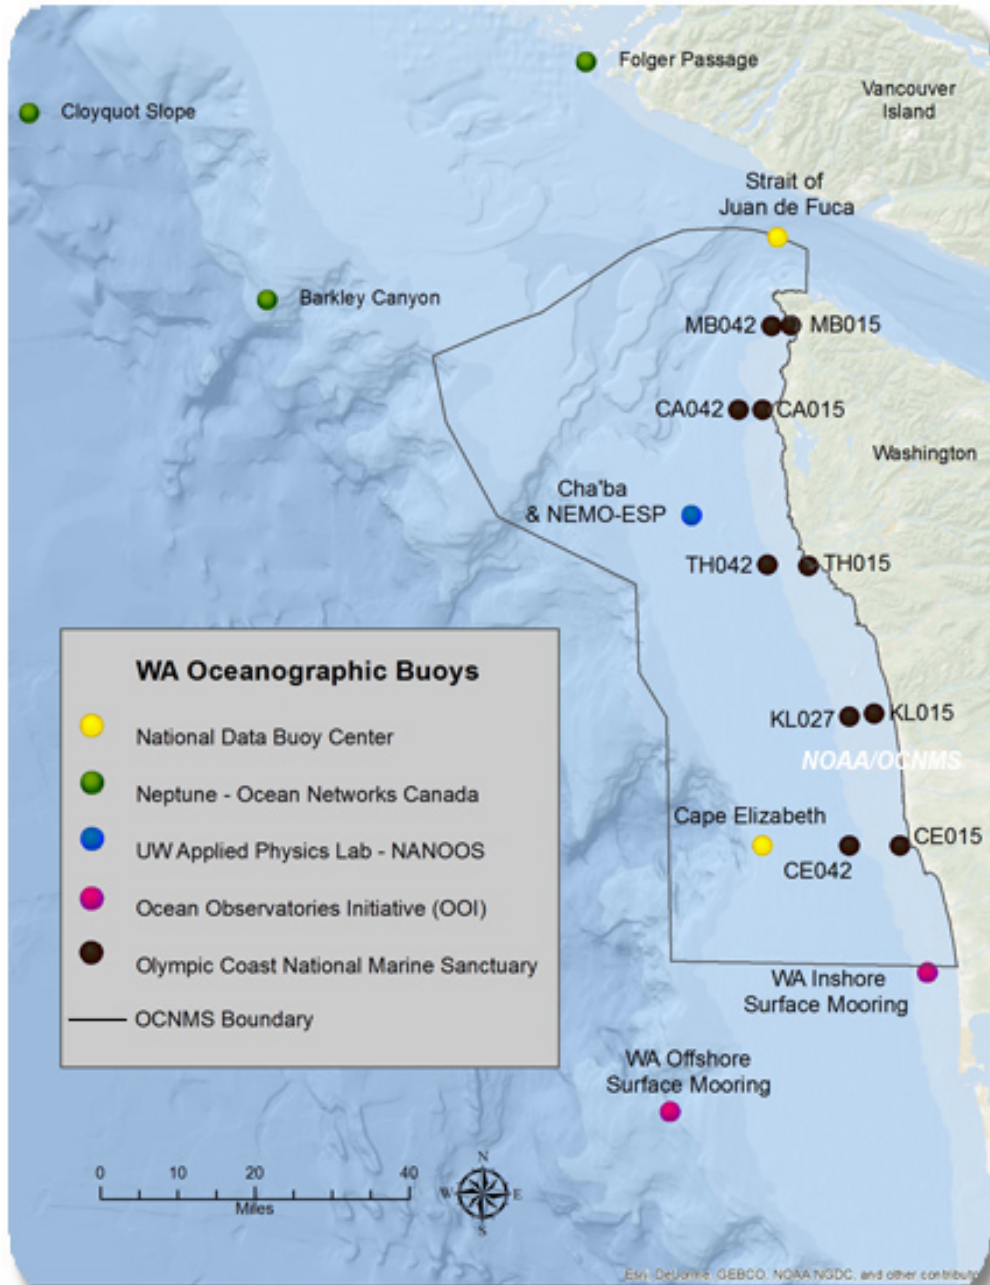 Folger Passage
Cloyquot Slope
Vancouver
Island
Strait of
Juan de Fuca
Barkley Canyon
MB042
MB015
CA042
CA015
Washington
Cha'ba
& NEMO-ESP
TH042
TH015
WA Oceanographic Buoys
National Data Buoy Center
Neptune - Ocean Networks Canada
UW Applied Physics Lab - NANOOS
Ocean Observatories Initiative (OOI)
Olympic Coast National Marine Sanctuary
OCNMS Boundary
KL027
KL015
NOAA/OCNMS
Cape Elizabeth
CE015
CE042
WA Inshore
Surface Mooring
WA Offshore
Surface Mooring
0 10 20 40
Miles
N
W E
S
Esri, DeLorme, GEBCO, NOAA NGDC, and other contributo